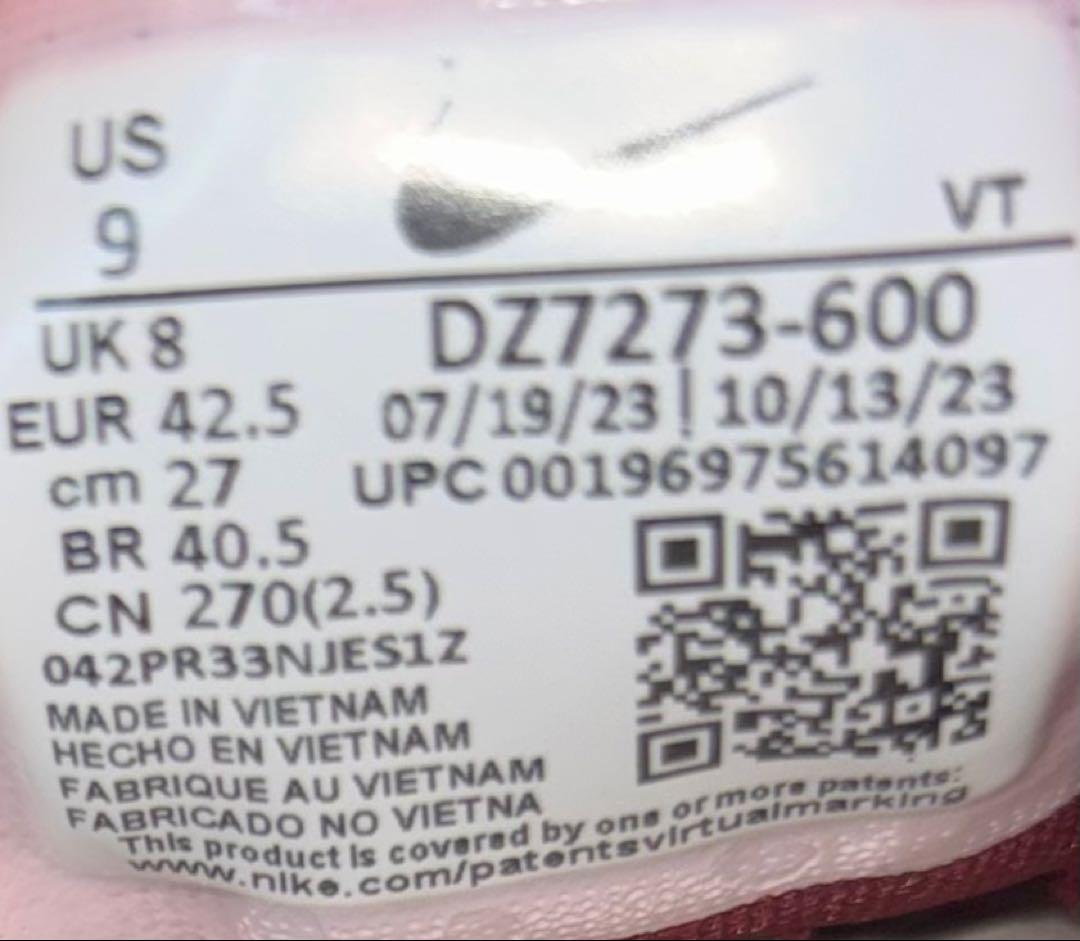 US
9
VT
UK 8
DZ7273-600
EUR 42.5
07/19/23 | 10/13/23
cm 27
UPC 00196975614097
BR 40.5
CN 270(2.5)
042PR33NJES1Z
MADE IN VIETNAM
HECHO EN VIETNAM
FABRIQUE AU VIETNAM
FABRICADO NO VIETNA
This product is covered by one or more patents:
www.nike.com/patentsvirtualmarking